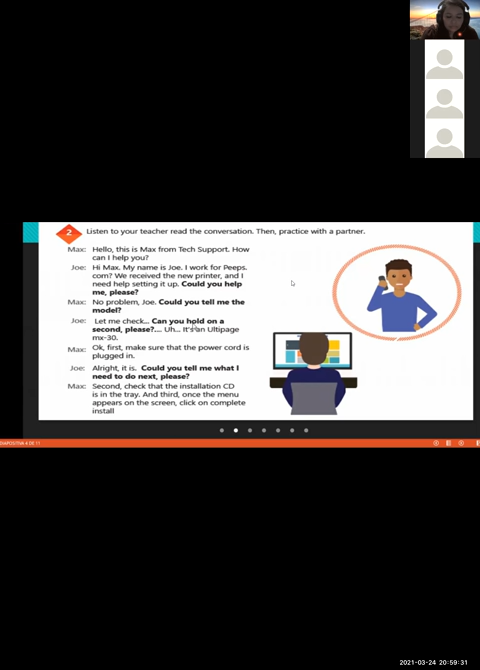 2 Listen to your teacher read the conversation. Then, practice with a partner.
Max: Hello, this is Max from Tech Support. How
can I help you?
Joe: Hi Max. My name is Joe. I work for Peeps.
com? We received the new printer, and I
need help setting it up. Could you help
me, please?
Max: No problem, Joe. Could you tell me the
model?
Joe: Let me check... Can you hold on a
second, please?.... Uh... It's an Ultipage
mx-30.
Max: Ok, first, make sure that the power cord is
plugged in.
Joe: Alright, it is. Could you tell me what I
need to do next, please?
Max: Second, check that the installation CD
is in the tray. And third, once the menu
appears on the screen, click on complete
install
DIAPOSITIVA 4 DE 11
2021-03-24 20:59:31